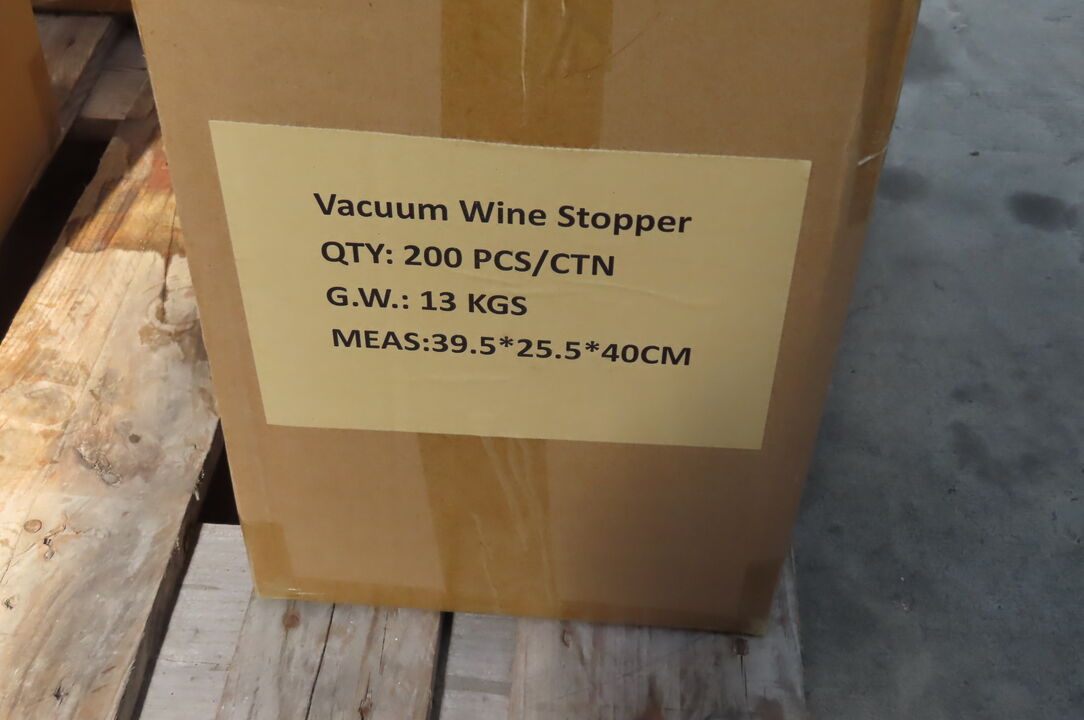 Vacuum Wine Stopper
QTY: 200 PCS/CTN
G.W.: 13 KGS
MEAS:39.5*25.5*40CM